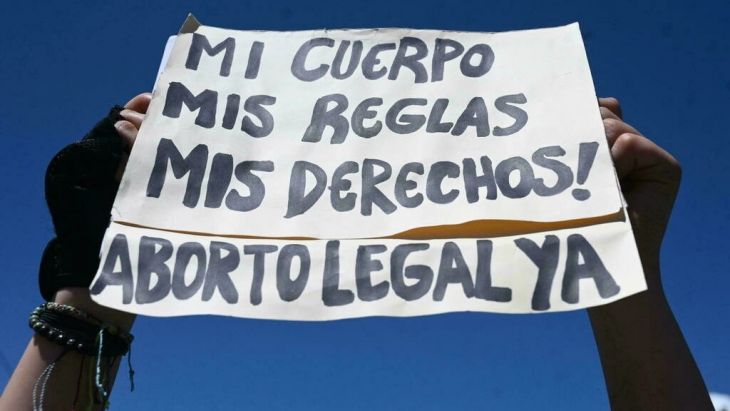 MI CUERPO
MIS REGLAS
MIS DERECHOS!
ABORTO LEGAL YA